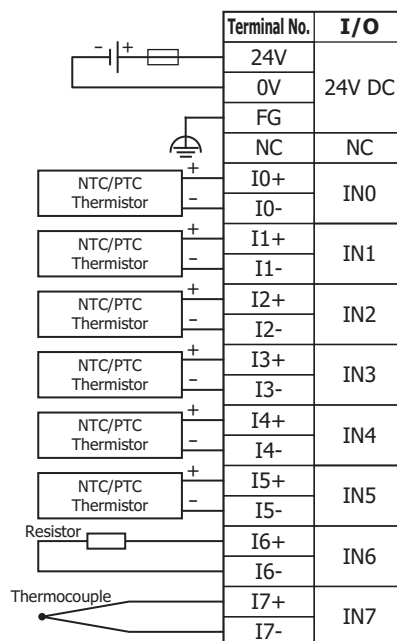 Terminal No. I/O
- + 24V
0V 24V DC
FG
NC NC
+ I0+
NTC/PTC
Thermistor IN0
- I0-
+ I1+
NTC/PTC
Thermistor IN1
- I1-
+ I2+
NTC/PTC
Thermistor IN2
- I2-
+ I3+
NTC/PTC
Thermistor IN3
- I3-
+ I4+
NTC/PTC
Thermistor IN4
- I4-
+ I5+
NTC/PTC
Thermistor IN5
- I5-
Resistor I6+
IN6
I6-
Thermocouple I7+
IN7
I7-